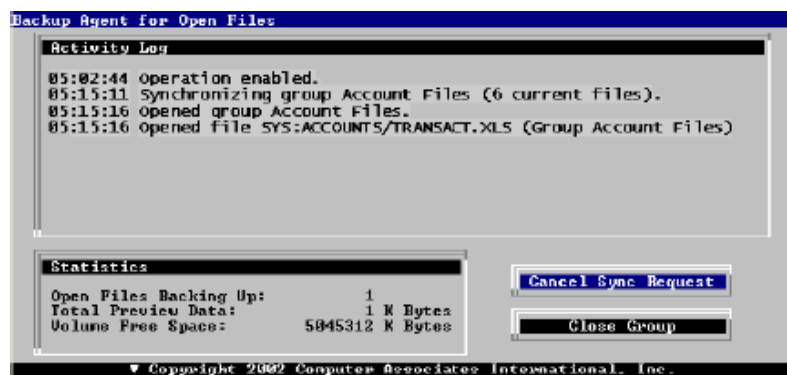 Backup Agent for Open Files
Activity Log
05:02:44 Operation enabled.
05:15:11 Synchronizing group Account Files (6 current files).
05:15:16 Opened group Account Files.
05:15:16 Opened file SYS:ACCOUNTS/TRANSACT.XLS (Group Account Files)
Statistics
Open Files Backing Up: 1
Total Preview Data: 1 K Bytes
Volume Free Space: 5045312 K Bytes
Cancel Sync Request
Close Group
▼ Copyright 2002 Computer Associates International, Inc.